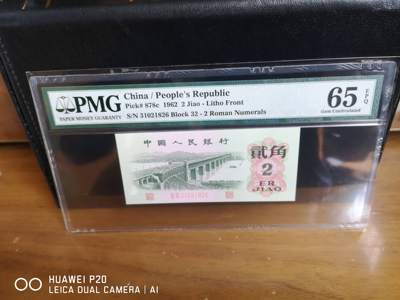 PMG
PAPER MONEY GUARANTY
China / People's Republic
Pick# 878c 1962 2 Jiao - Litho Front
S/N 31021826 Block 32 - 2 Roman Numerals
65 EPQ
Gem Uncirculated
中國人民銀行
貳角
2
ER
JIAO
31021826
HUAWEI P20
LEICA DUAL CAMERA | AI